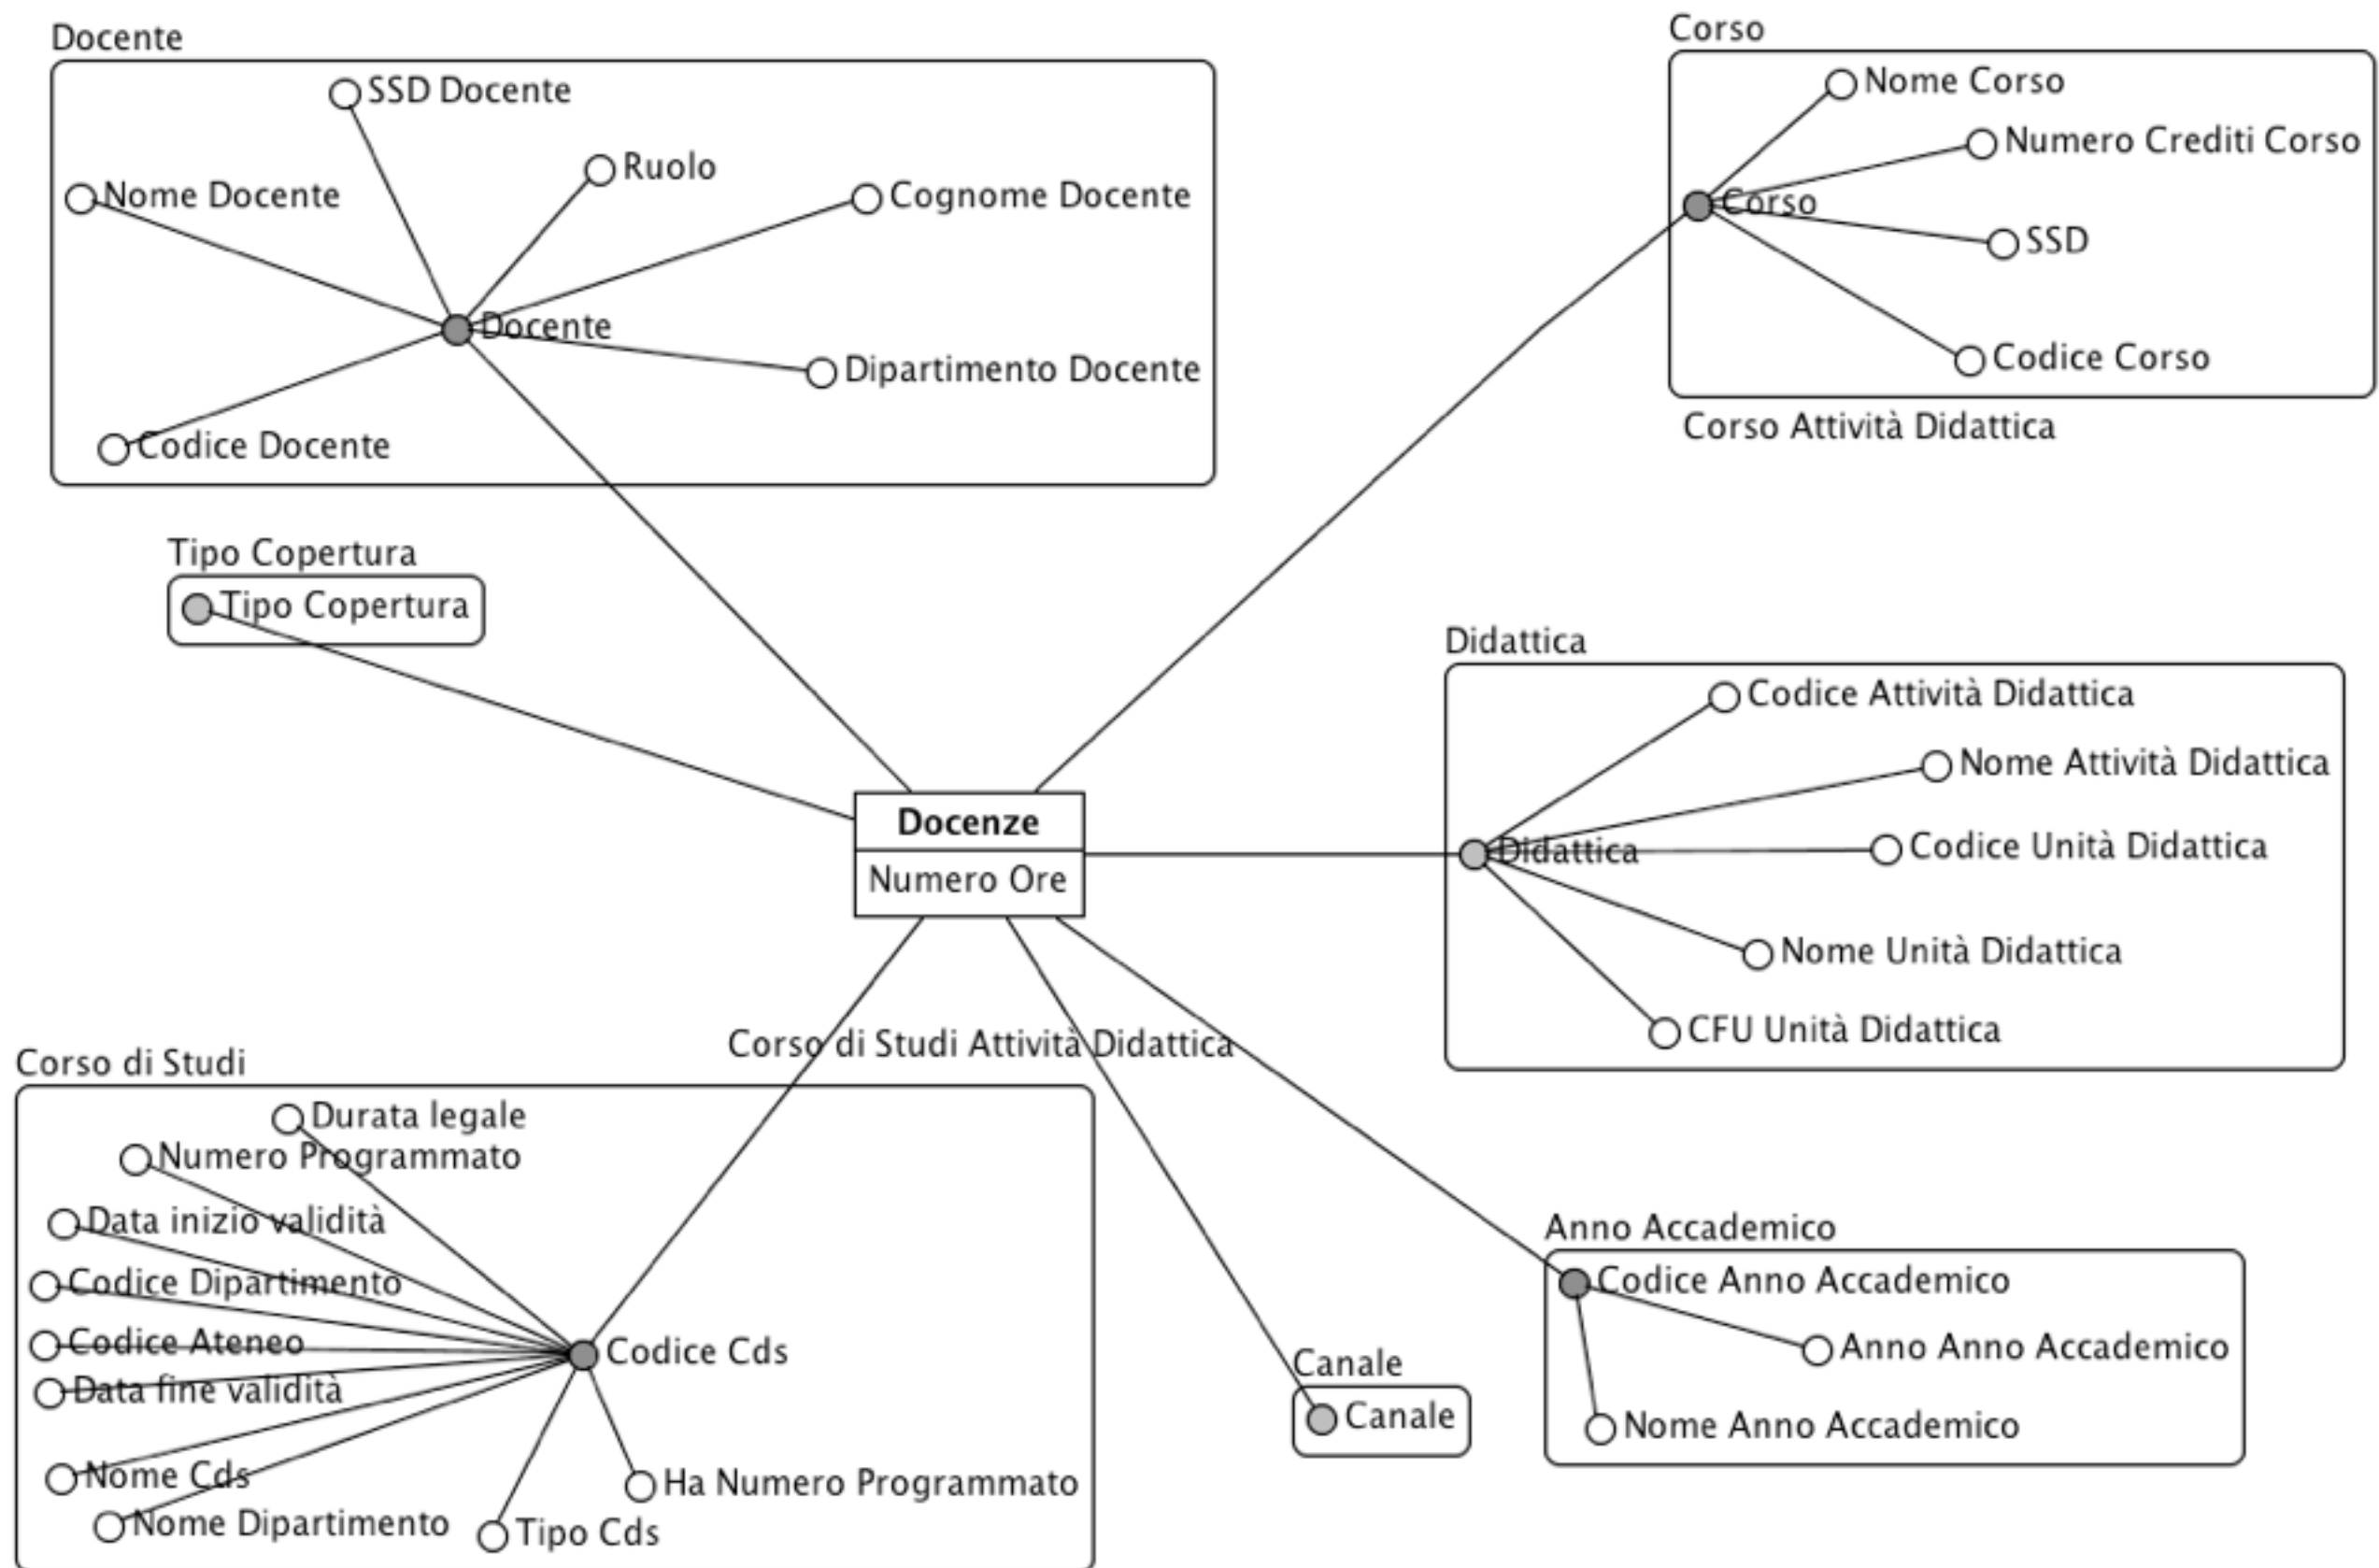 Docente
SSD Docente
Ruolo
Nome Docente
Cognome Docente
Docente
Dipartimento Docente
Codice Docente
Corso
Nome Corso
Numero Crediti Corso
Corso
SSD
Codice Corso
Corso Attività Didattica
Tipo Copertura
Tipo Copertura
Docenze
Numero Ore
Didattica
Codice Attività Didattica
Nome Attività Didattica
Didattica
Codice Unità Didattica
Nome Unità Didattica
CFU Unità Didattica
Corso di Studi Attività Didattica
Corso di Studi
Durata legale
Numero Programmato
Data inizio validità
Codice Dipartimento
Codice Ateneo
Codice Cds
Data fine validità
Nome Cds
Ha Numero Programmato
Nome Dipartimento
Tipo Cds
Canale
Canale
Anno Accademico
Codice Anno Accademico
Anno Anno Accademico
Nome Anno Accademico